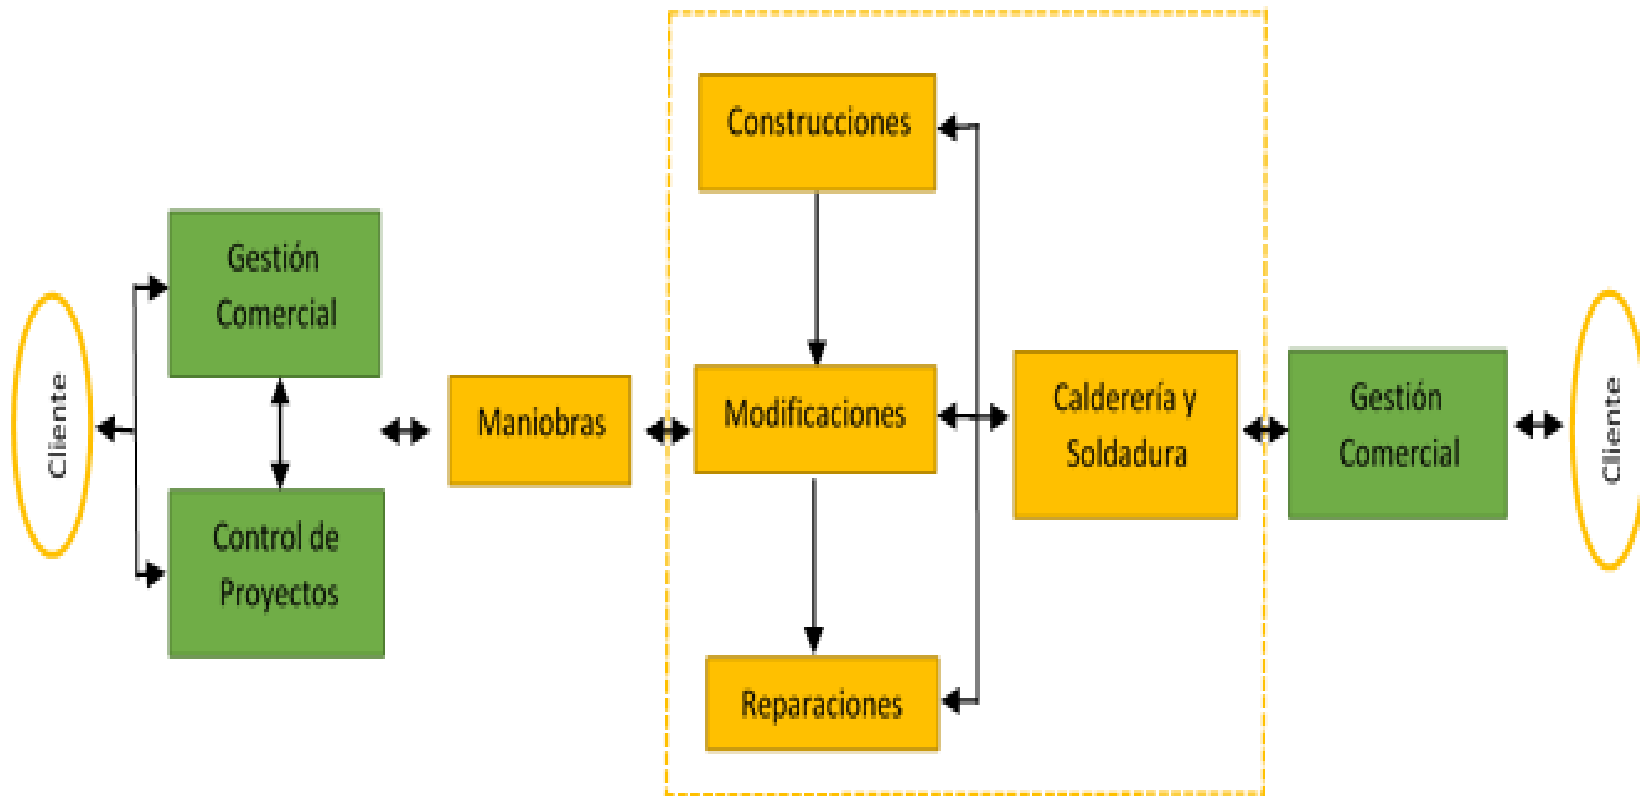 Cliente
Gestión
Comercial
Control de
Proyectos
Maniobras
Construcciones
Modificaciones
Reparaciones
Calderería y
Soldadura
Gestión
Comercial
Cliente